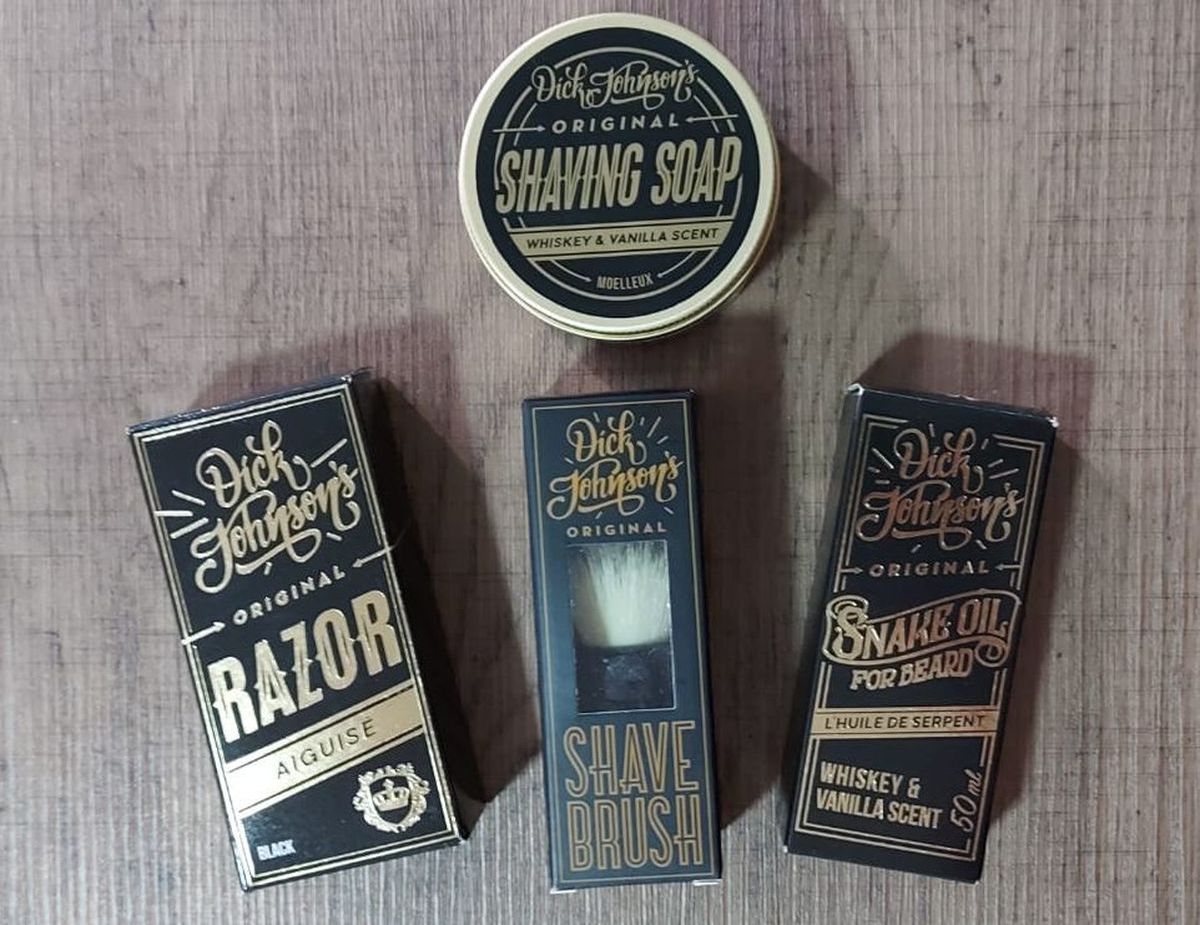 Dick Johnson's
ORIGINAL
SHAVING SOAP
WHISKEY & VANILLA SCENT
MOELLEUX
Dick
Johnson's
ORIGINAL
RAZOR
AIGUISE
BLACK
Dick
Johnson's
ORIGINAL
SHAVE
BRUSH
Dick
Johnson's
ORIGINAL
SNAKE OIL
FOR BEARD
L'HUILE DE SERPENT
WHISKEY &
VANILLA SCENT
50 ml